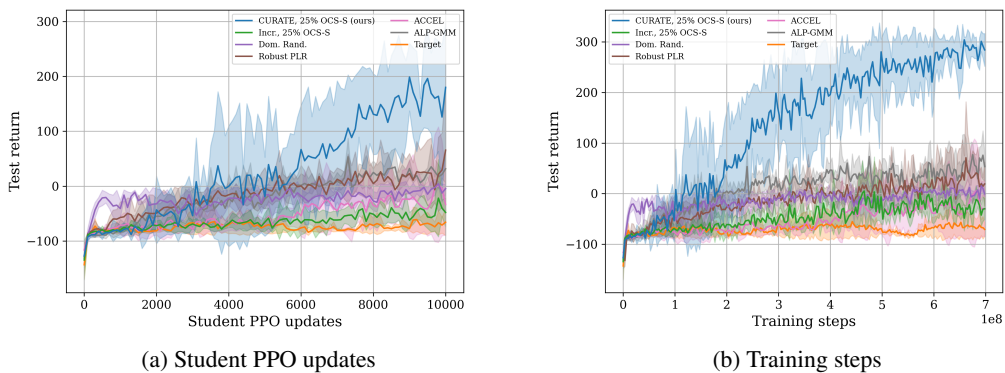 300
200
100
0
−100
Test return
0
2000
4000
6000
8000
10000
Student PPO updates
CURATE, 25% OCS-S (ours)
Incr., 25% OCS-S
Dom. Rand.
Robust PLR
ACCEL
ALP-GMM
Target
(a) Student PPO updates
300
200
100
0
−100
Test return
0
1
2
3
4
5
6
7
1e8
Training steps
CURATE, 25% OCS-S (ours)
Incr., 25% OCS-S
Dom. Rand.
Robust PLR
ACCEL
ALP-GMM
Target
(b) Training steps